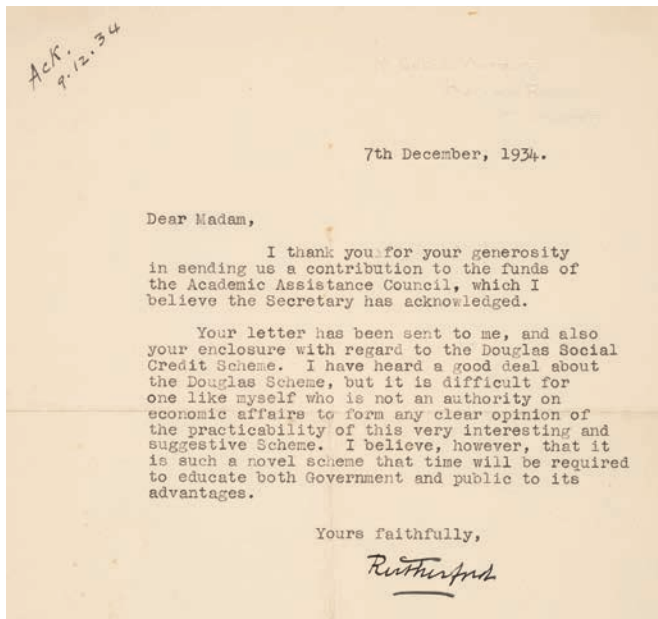 Ack.
9.12.34
7th December, 1934.
Dear Madam,
I thank you for your generosity
in sending us a contribution to the funds of
the Academic Assistance Council, which I
believe the Secretary has acknowledged.
Your letter has been sent to me, and also
your enclosure with regard to the Douglas Social
Credit Scheme. I have heard a good deal about
the Douglas Scheme, but it is difficult for
one like myself who is not an authority on
economic affairs to form any clear opinion of
the practicability of this very interesting and
suggestive Scheme. I believe, however, that it
is such a novel scheme that time will be required
to educate both Government and public to its
advantages.
Yours faithfully,
Rutherford